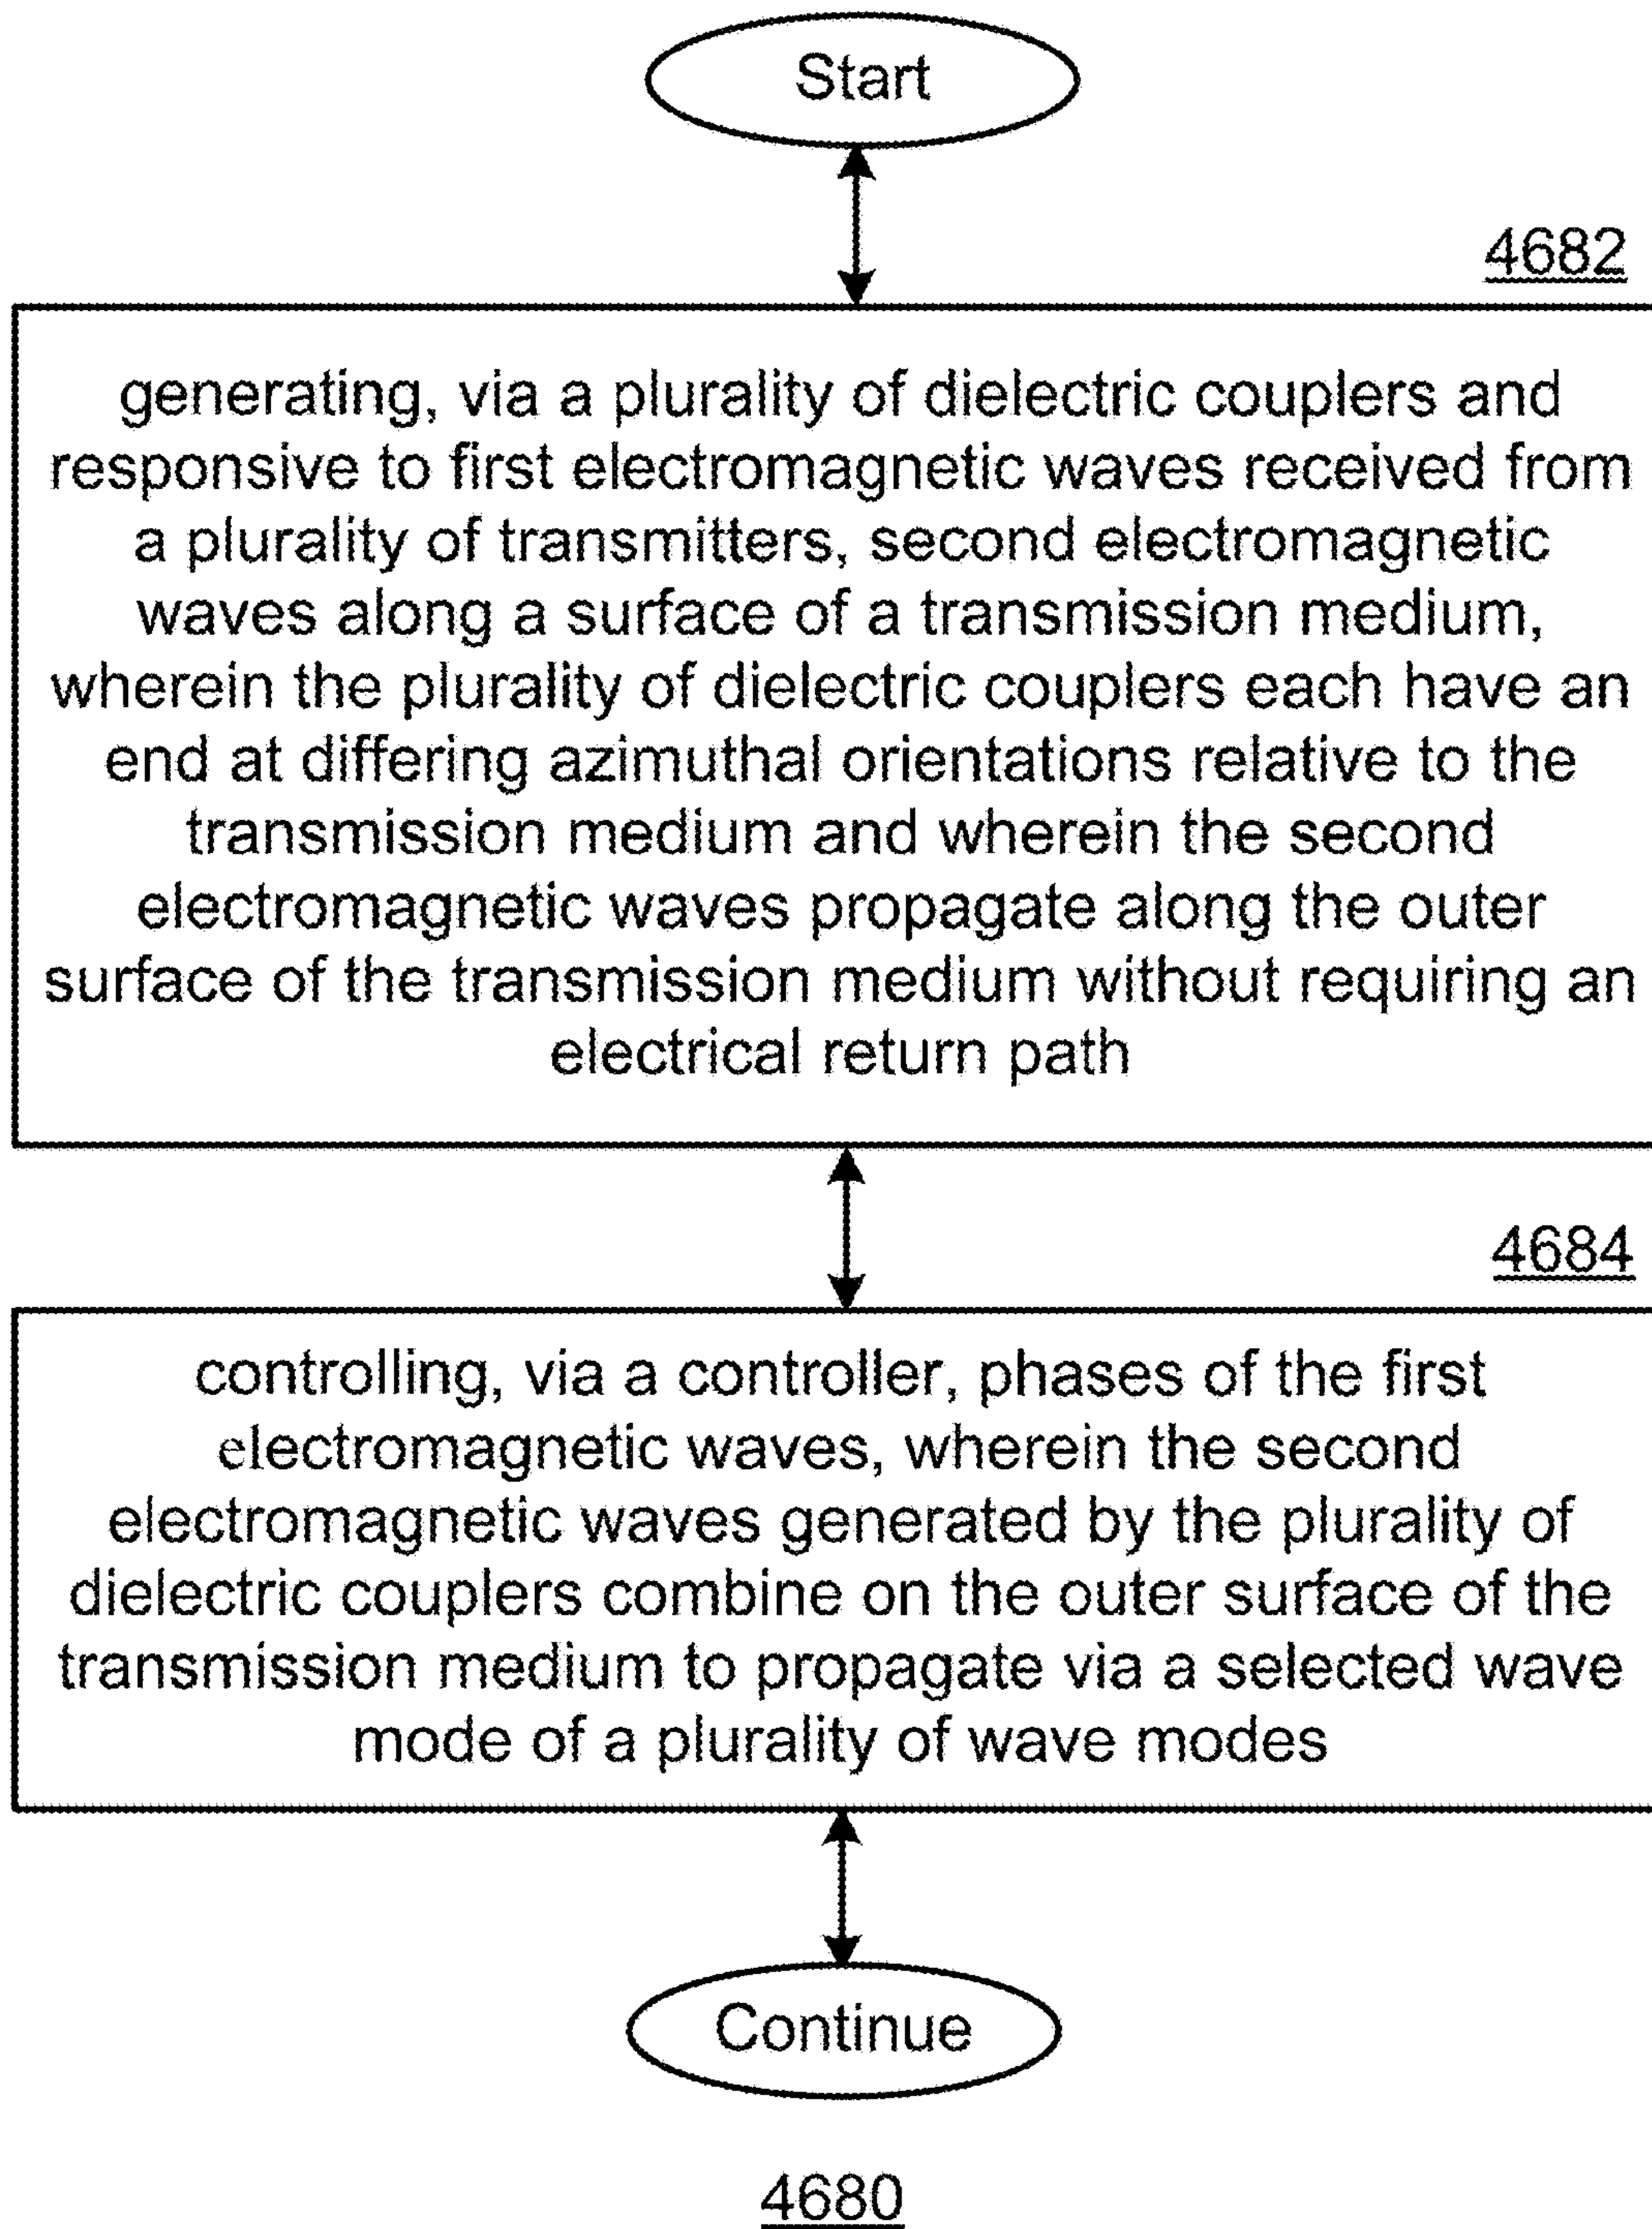 Start
4682
generating, via a plurality of dielectric couplers and
responsive to first electromagnetic waves received from
a plurality of transmitters, second electromagnetic
waves along a surface of a transmission medium,
wherein the plurality of dielectric couplers each have an
end at differing azimuthal orientations relative to the
transmission medium and wherein the second
electromagnetic waves propagate along the outer
surface of the transmission medium without requiring an
electrical return path
4684
controlling, via a controller, phases of the first
electromagnetic waves, wherein the second
electromagnetic waves generated by the plurality of
dielectric couplers combine on the outer surface of the
transmission medium to propagate via a selected wave
mode of a plurality of wave modes
Continue
4680